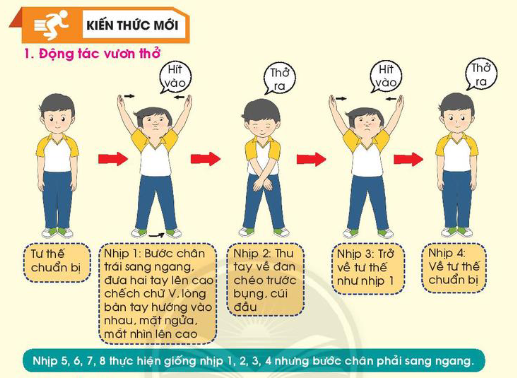 KIẾN THỨC MỚI
1. Động tác vươn thở
Hít
vào
Thở
ra
Hít
vào
Thở
ra
Tư thế
chuẩn bị
Nhịp 1: Bước chân
trái sang ngang,
đưa hai tay lên cao
chếch chữ V, lòng
bàn tay hướng vào
nhau, mặt ngửa,
mắt nhìn lên cao
Nhịp 2: Thu
tay về đan
chéo trước
bụng, cúi
đầu
Nhịp 3: Trở
về tư thế
như nhịp 1
Nhịp 4:
Về tư thế
chuẩn bị
Nhịp 5, 6, 7, 8 thực hiện giống nhịp 1, 2, 3, 4 nhưng bước chân phải sang ngang.